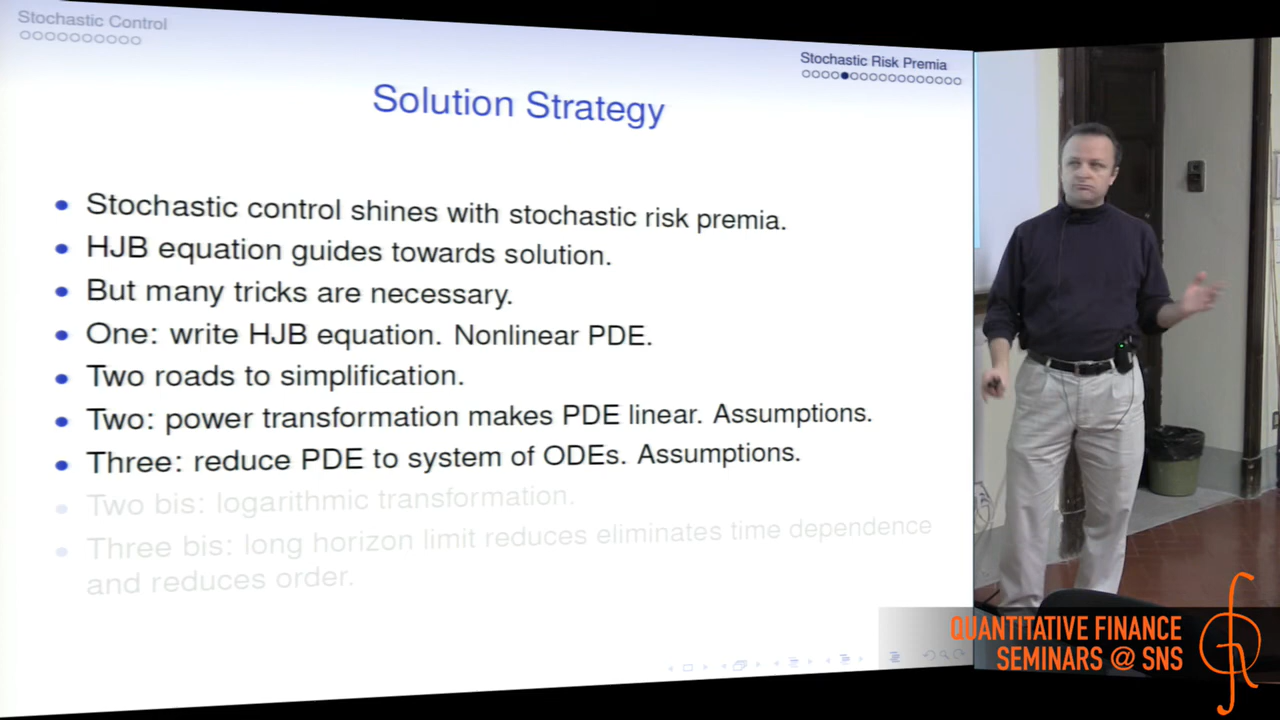 Stochastic Control
Stochastic Risk Premia
Solution Strategy
Stochastic control shines with stochastic risk premia.
HJB equation guides towards solution.
But many tricks are necessary.
One: write HJB equation. Nonlinear PDE.
Two roads to simplification.
Two: power transformation makes PDE linear. Assumptions.
Three: reduce PDE to system of ODEs. Assumptions.
Two bis: logarithmic transformation.
Three bis: long horizon limit reduces eliminates time dependence
and reduces order.
QUANTITATIVE FINANCE
SEMINARS @ SNS